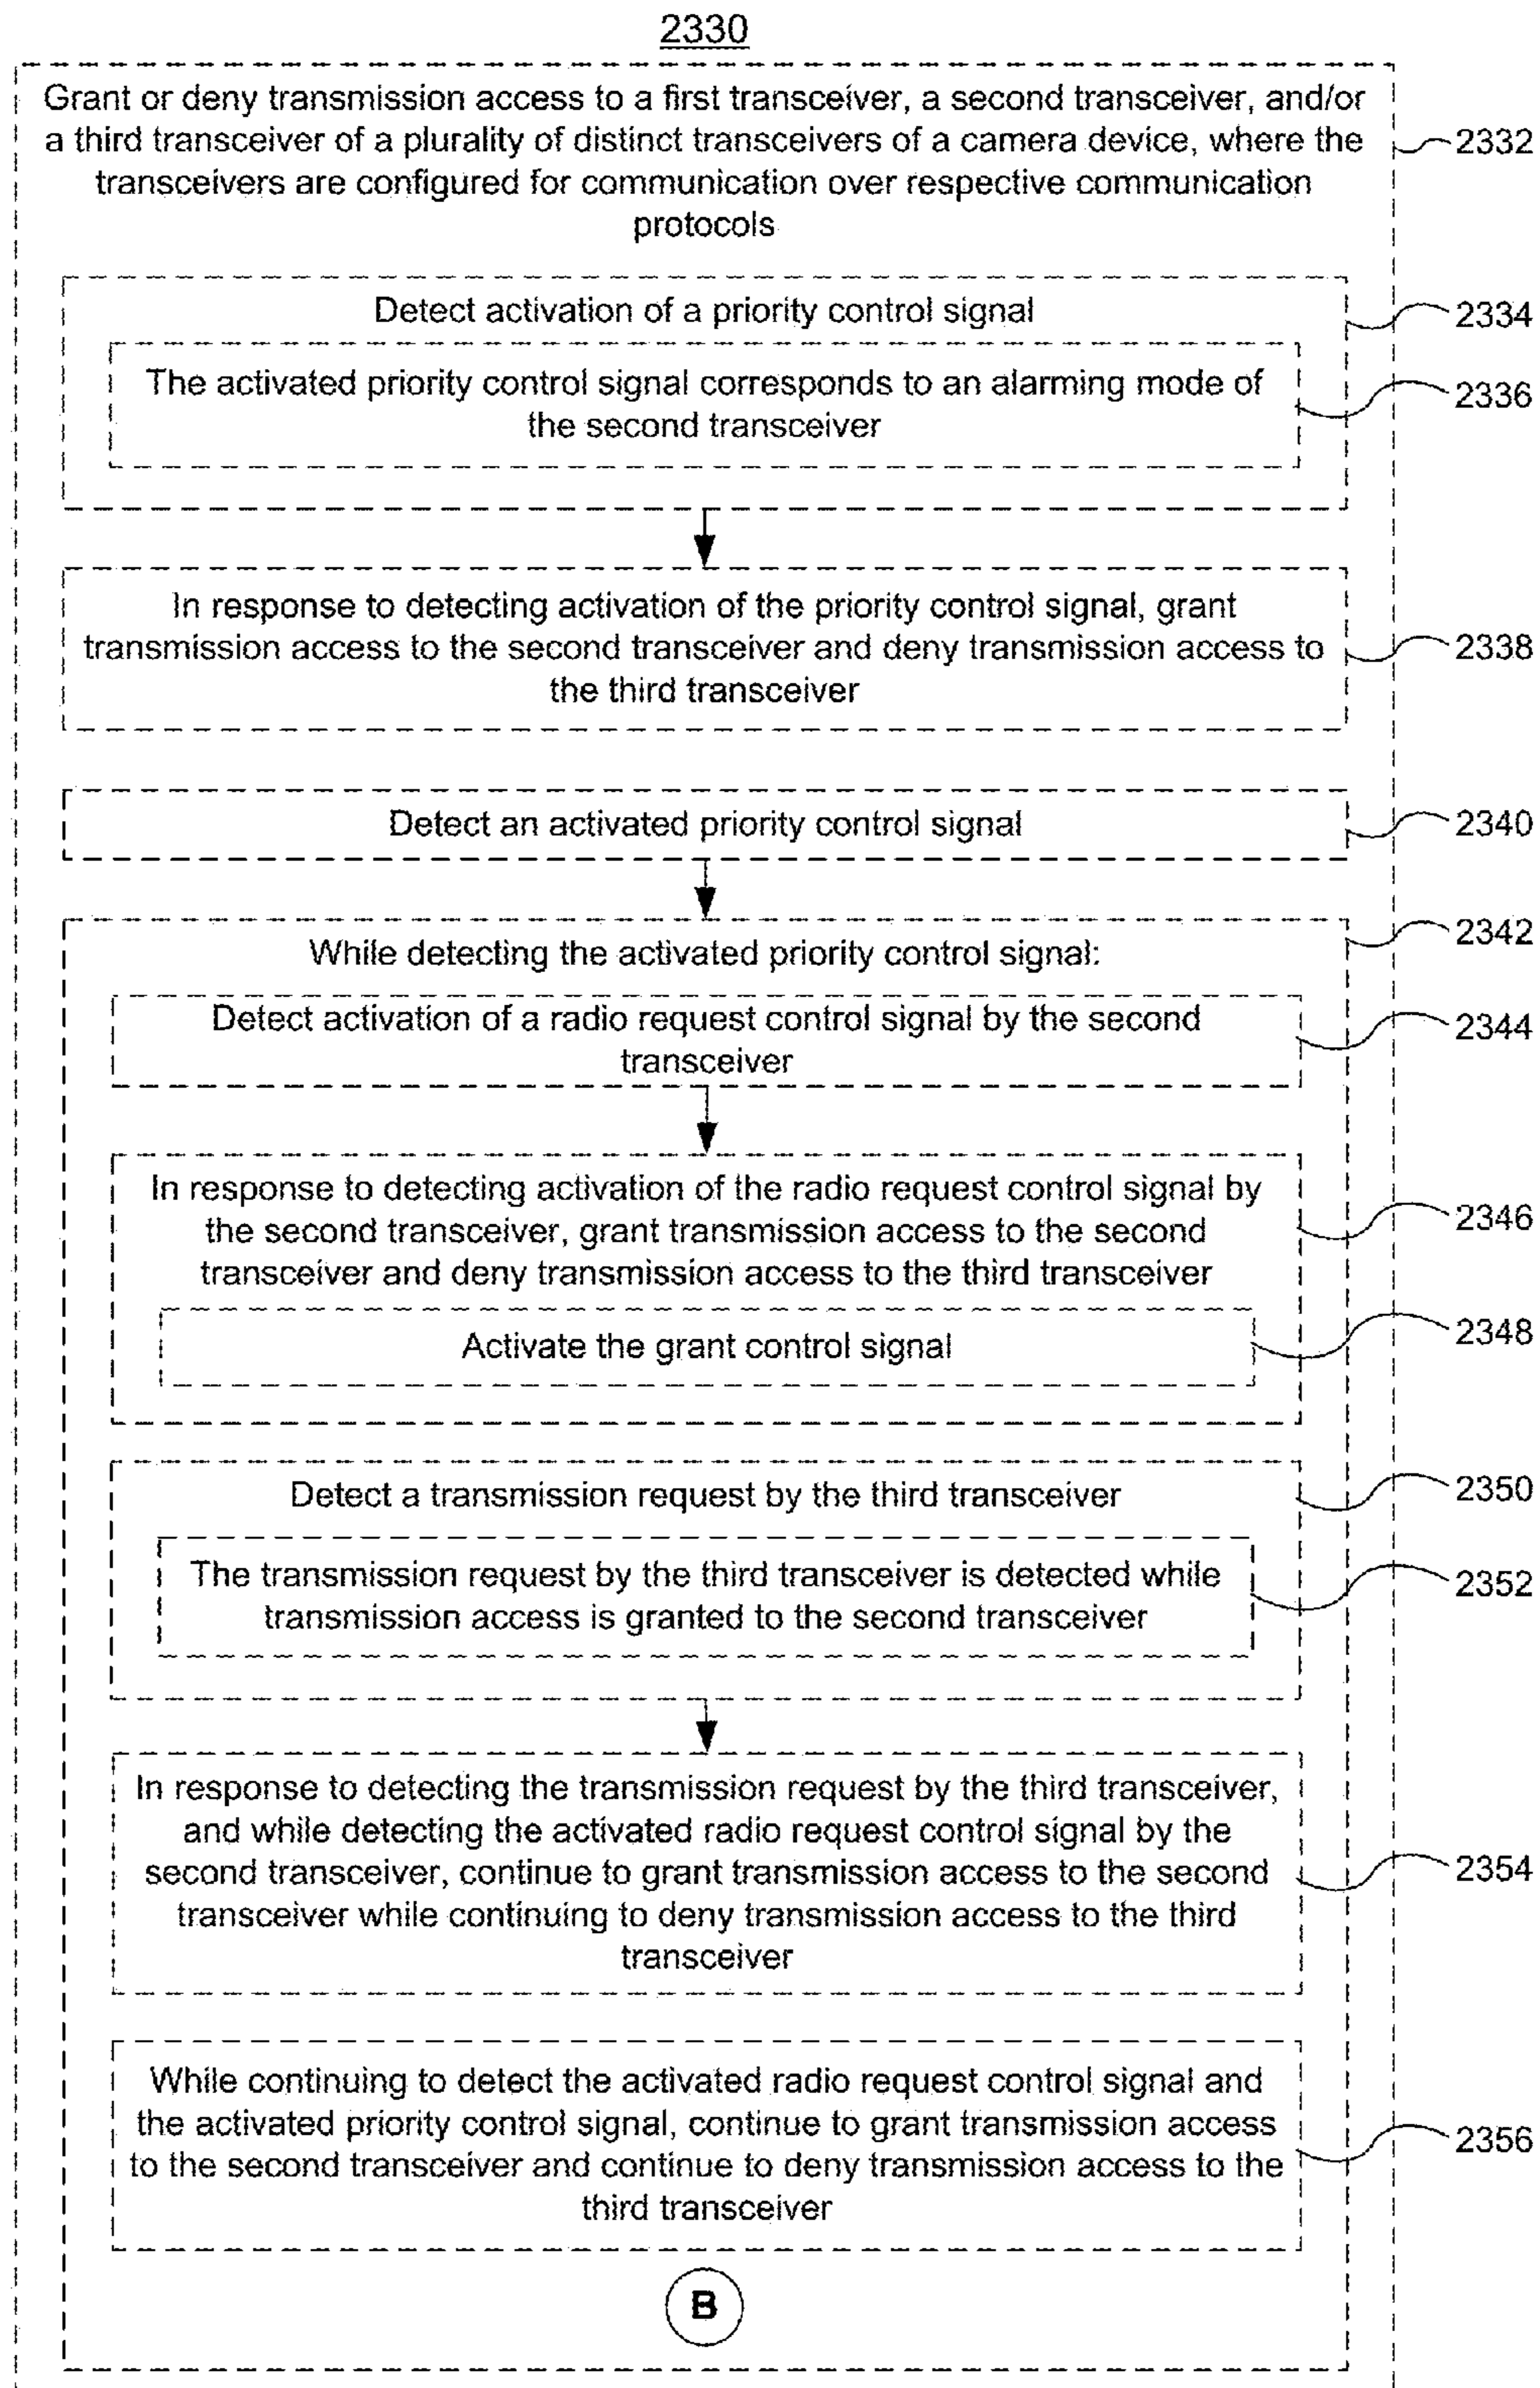 2330
Grant or deny transmission access to a first transceiver, a second transceiver, and/or
a third transceiver of a plurality of distinct transceivers of a camera device, where the
transceivers are configured for communication over respective communication
protocols
2332
Detect activation of a priority control signal
2334
The activated priority control signal corresponds to an alarming mode of
the second transceiver
2336
In response to detecting activation of the priority control signal, grant
transmission access to the second transceiver and deny transmission access to
the third transceiver
2338
Detect an activated priority control signal
2340
While detecting the activated priority control signal:
2342
Detect activation of a radio request control signal by the second
transceiver
2344
In response to detecting activation of the radio request control signal by
the second transceiver, grant transmission access to the second
transceiver and deny transmission access to the third transceiver
2346
Activate the grant control signal
2348
Detect a transmission request by the third transceiver
2350
The transmission request by the third transceiver is detected while
transmission access is granted to the second transceiver
2352
In response to detecting the transmission request by the third transceiver,
and while detecting the activated radio request control signal by the
second transceiver, continue to grant transmission access to the second
transceiver while continuing to deny transmission access to the third
transceiver
2354
While continuing to detect the activated radio request control signal and
the activated priority control signal, continue to grant transmission access
to the second transceiver and continue to deny transmission access to the
third transceiver
2356
B